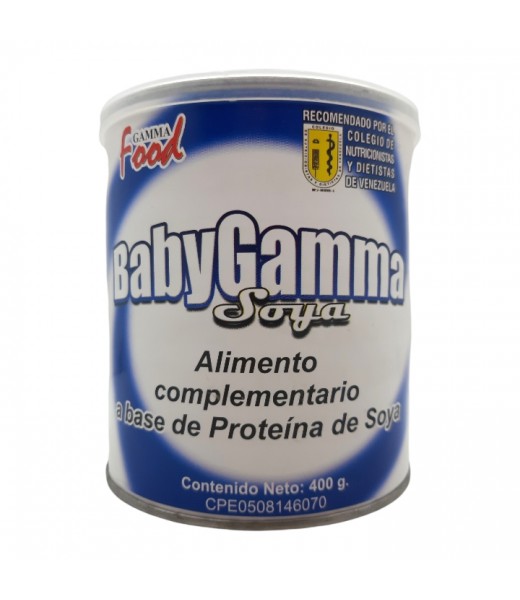 GAMMA
Food
RECOMENDADO POR EL
COLEGIO DE
NUTRICIONISTAS
Y DIETISTAS
DE VENEZUELA
COLEGIO
BabyGamma
Soya
Alimento
complementario
a base de Proteína de Soya
Contenido Neto: 400 g.
CPE0508146070